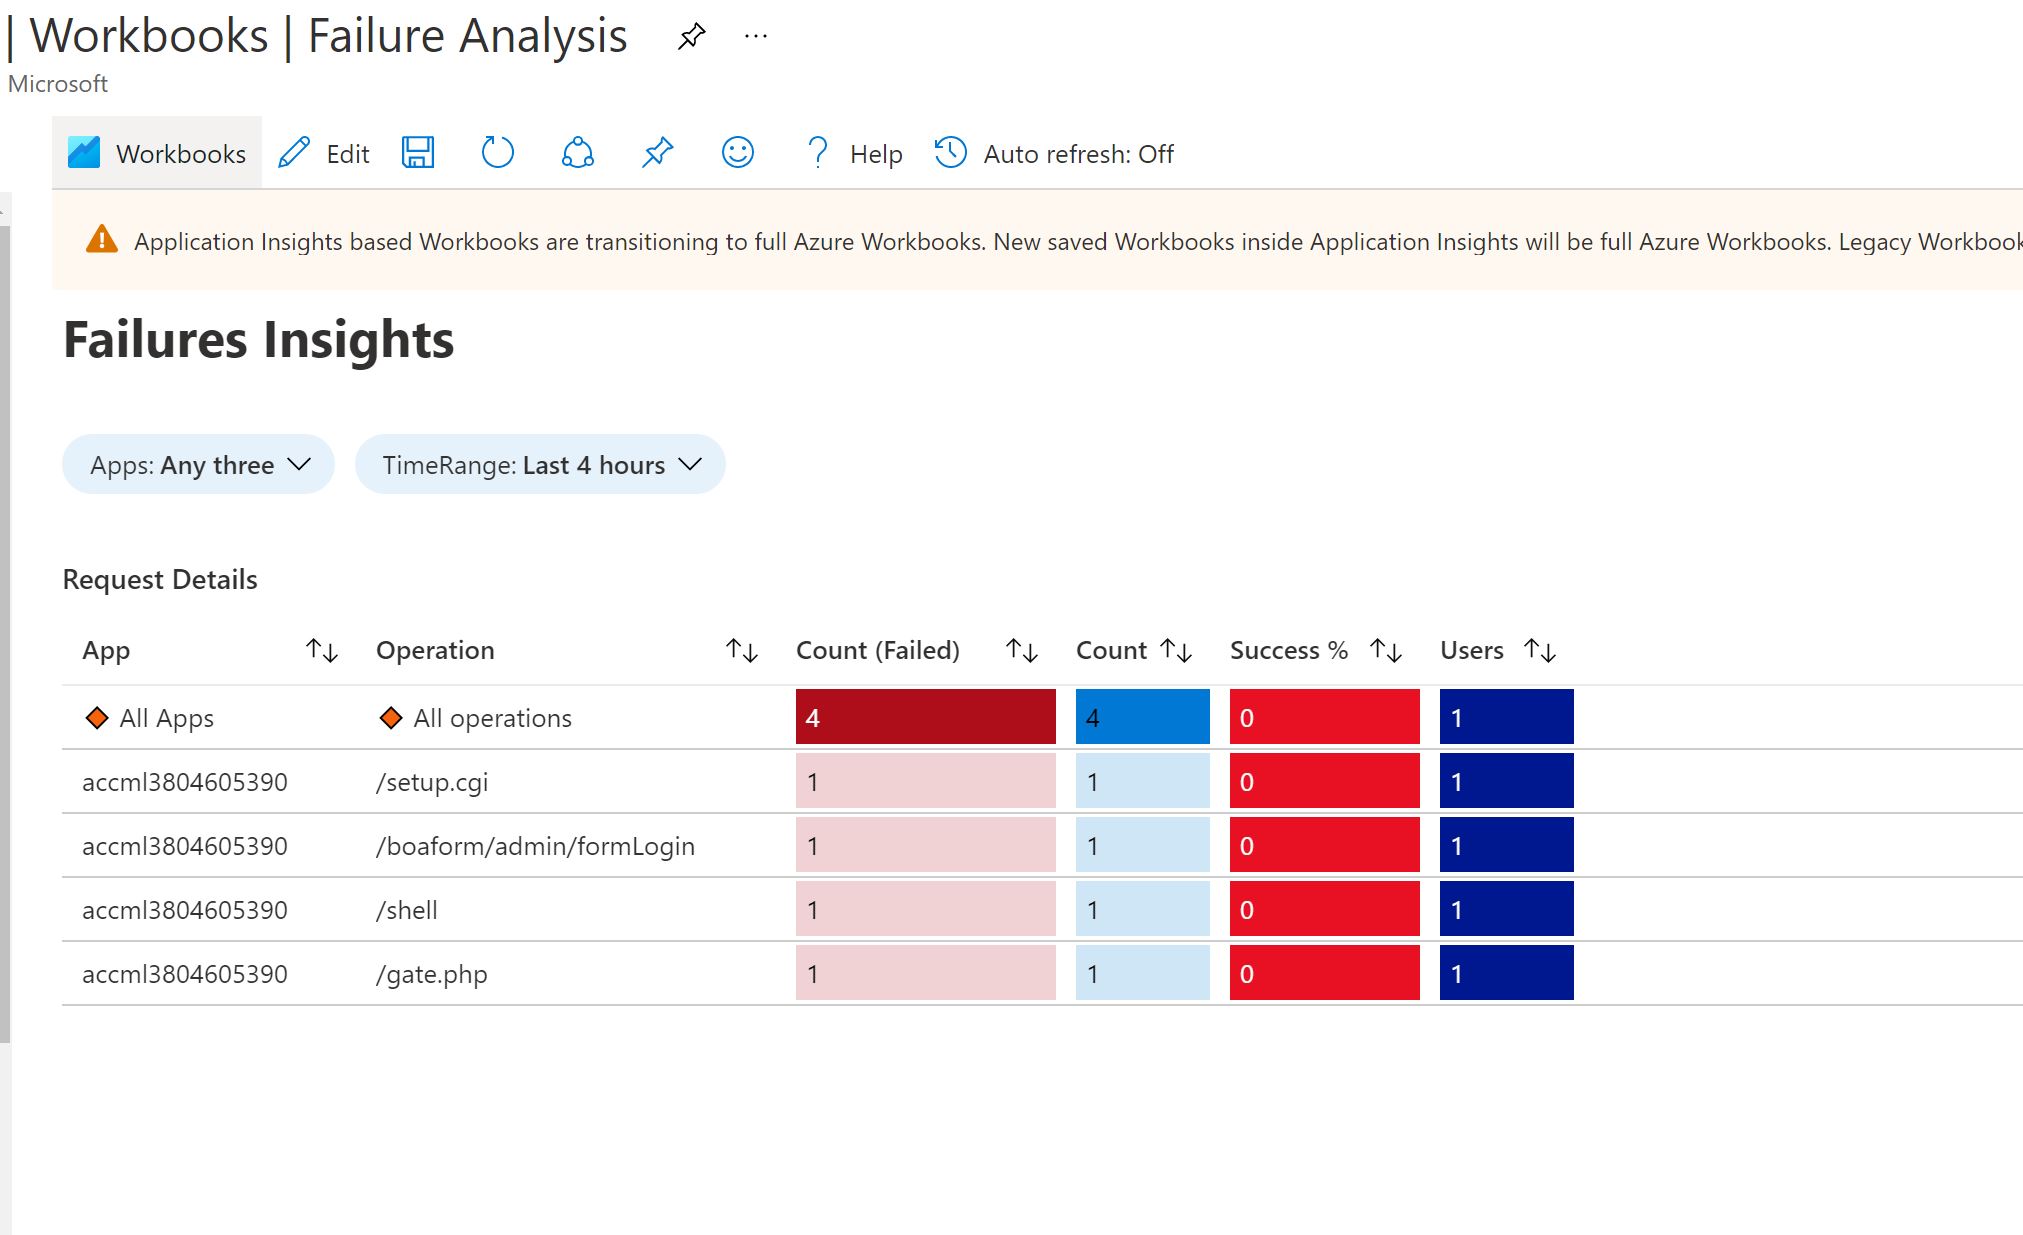 | Workbooks | Failure Analysis ...
Microsoft
Workbooks Edit Help Auto refresh: Off
Application Insights based Workbooks are transitioning to full Azure Workbooks. New saved Workbooks inside Application Insights will be full Azure Workbooks. Legacy Workbook
Failures Insights
Apps: Any three TimeRange: Last 4 hours
Request Details
App Operation Count (Failed) Count Success % Users
All Apps All operations 4 4 0 1
accml3804605390 /setup.cgi 1 1 0 1
accml3804605390 /boaform/admin/formLogin 1 1 0 1
accml3804605390 /shell 1 1 0 1
accml3804605390 /gate.php 1 1 0 1